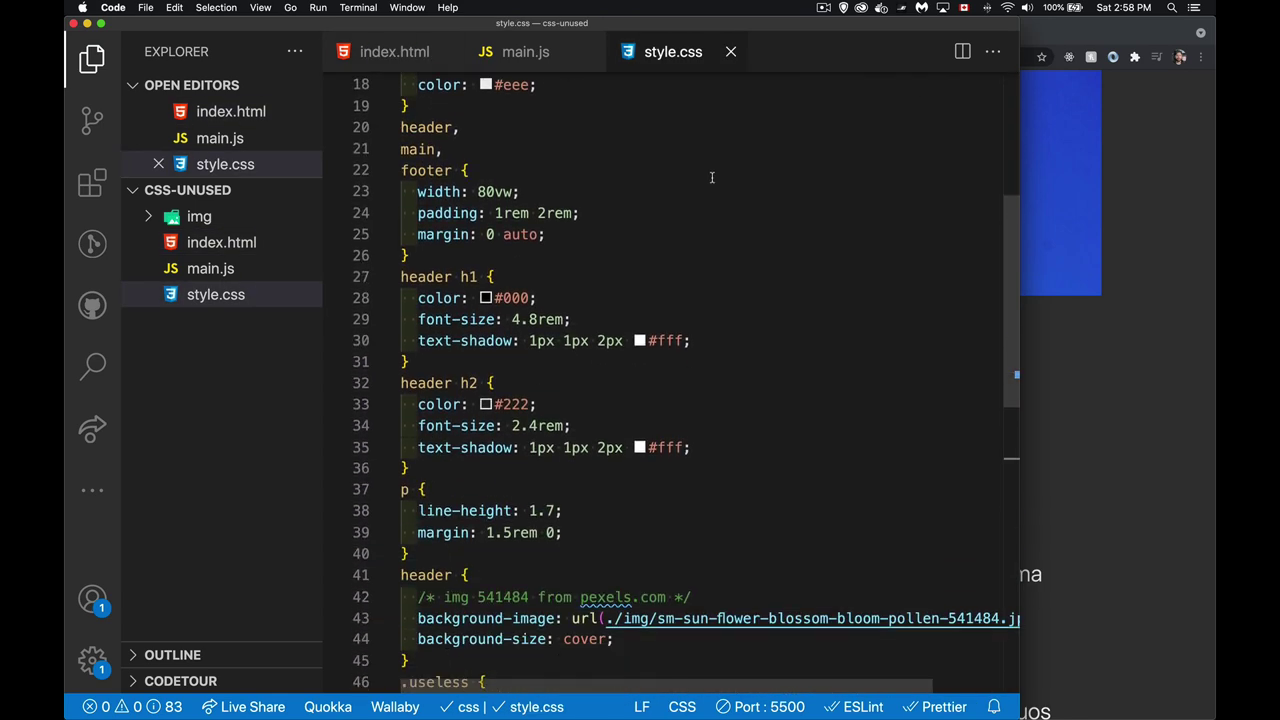 Code File Edit Selection View Go Run Terminal Window Help 100% Sat 2:58 PM
style.css — css-unused
EXPLORER
index.html
JS main.js
style.css
OPEN EDITORS
index.html
JS main.js
style.css
CSS-UNUSED
img
index.html
JS main.js
style.css
OUTLINE
CODETOUR
1
1
18 color: #eee;
19 }
20 header,
21 main,
22 footer {
23 width: 80vw;
24 padding: 1rem 2rem;
25 margin: 0 auto;
26 }
27 header h1 {
28 color: #000;
29 font-size: 4.8rem;
30 text-shadow: 1px 1px 2px #fff;
31 }
32 header h2 {
33 color: #222;
34 font-size: 2.4rem;
35 text-shadow: 1px 1px 2px #fff;
36 }
37 p {
38 line-height: 1.7;
39 margin: 1.5rem 0;
40 }
41 header {
42 /* img 541484 from pexels.com */
43 background-image: url(./img/sm-sun-flower-blossom-bloom-pollen-541484.jp
44 background-size: cover;
45 }
46 .useless {
ma
uos
0 0 83 Live Share Quokka Wallaby css | style.css LF CSS Port : 5500 ESLint Prettier